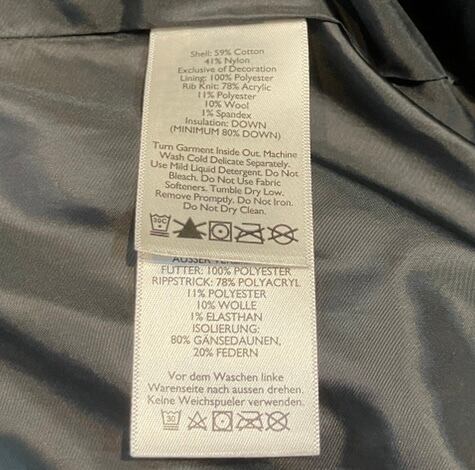 Shell: 59% Cotton
41% Nylon
Exclusive of Decoration
Lining: 100% Polyester
Rib Knit: 78% Acrylic
11% Polyester
10% Wool
1% Spandex
Insulation: DOWN
(MINIMUM 80% DOWN)
Turn Garment Inside Out. Machine
Wash Cold Delicate Separately.
Use Mild Liquid Detergent. Do Not
Bleach. Do Not Use Fabric
Softeners. Tumble Dry Low.
Remove Promptly. Do Not Iron.
Do Not Dry Clean.
30C
AUSSER
FUTTER: 100% POLYESTER
RIPPSTRICK: 78% POLYACRYL
11% POLYESTER
10% WOLLE
1% ELASTHAN
ISOLIERUNG:
80% GÄNSEDAUNEN,
20% FEDERN
Vor dem Waschen linke
Warenseite nach aussen drehen.
Keine Weichspueler verwenden.
30